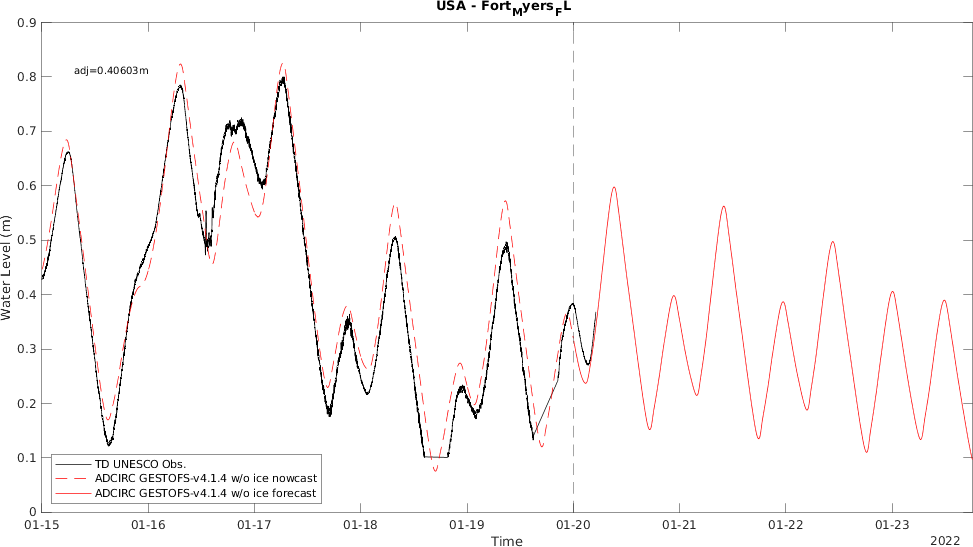 USA - Fort_Myers_FL
0.9
0.8
0.7
0.6
0.5
0.4
0.3
0.2
0.1
0
Water Level (m)
adj=0.40603m
TD UNESCO Obs.
ADCIRC GESTOFS-v4.1.4 w/o ice nowcast
ADCIRC GESTOFS-v4.1.4 w/o ice forecast
01-15 01-16 01-17 01-18 01-19 01-20 01-21 01-22 01-23
Time
2022